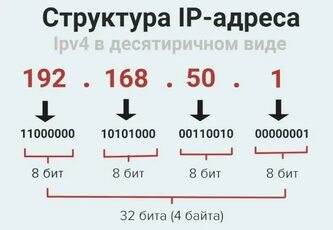 Структура IP-адреса
Ipv4 в десятиричном виде
192 . 168 . 50 . 1
11000000 10101000 00110010 00000001
8 бит 8 бит 8 бит 8 бит
32 бита (4 байта)